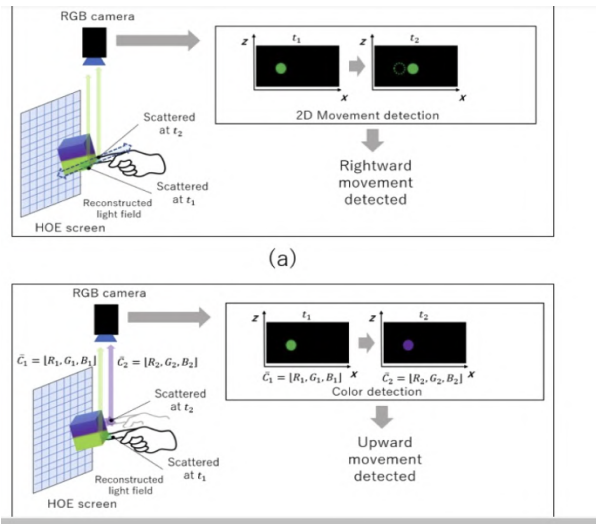 RGB camera
z
t₁
z
t₂
x
x
2D Movement detection
Scattered
at t₂
Scattered
at t₁
Reconstructed
light field
HOE screen
Rightward
movement
detected
(a)
RGB camera
z
t₁
z
t₂
x
x
C̄₁ = [R₁, G₁, B₁]
C̄₂ = [R₂, G₂, B₂]
C̄₁ = [R₁, G₁, B₁]
C̄₂ = [R₂, G₂, B₂]
Color detection
Scattered
at t₂
Scattered
at t₁
Reconstructed
light field
HOE screen
Upward
movement
detected